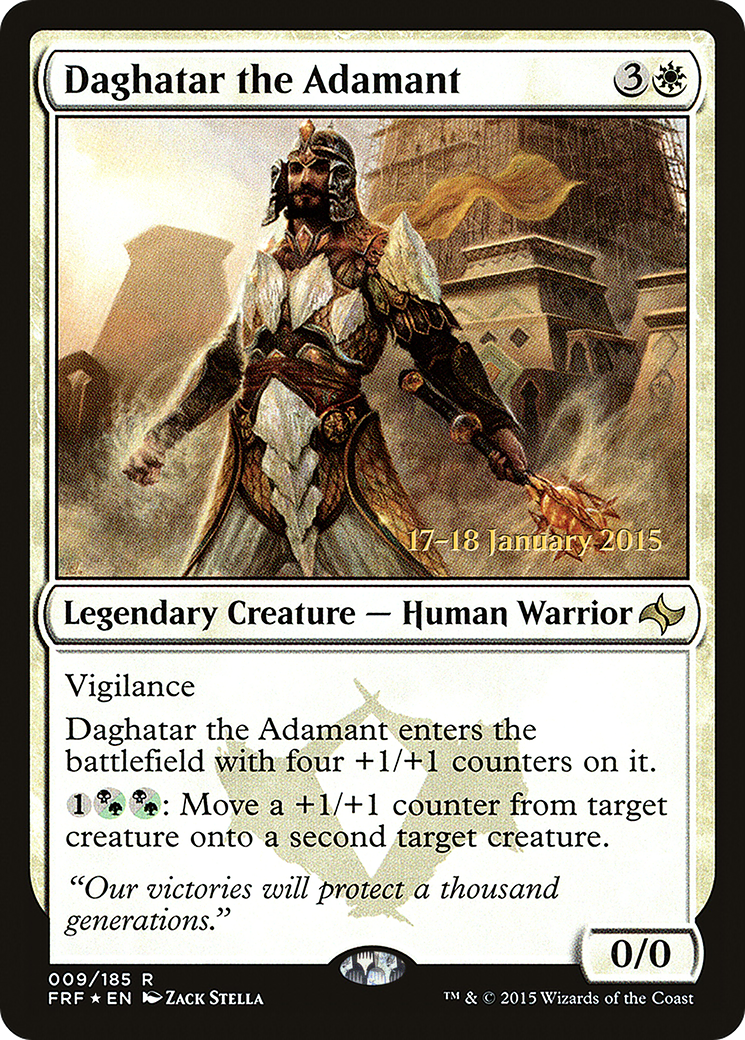 Daghatar the Adamant 3
17–18 January 2015
Legendary Creature — Human Warrior
Vigilance
Daghatar the Adamant enters the
battlefield with four +1/+1 counters on it.
1 : Move a +1/+1 counter from target
creature onto a second target creature.
“Our victories will protect a thousand
generations.”
0/0
009/185 R
FRF ★ EN Zack Stella
™ & © 2015 Wizards of the Coast